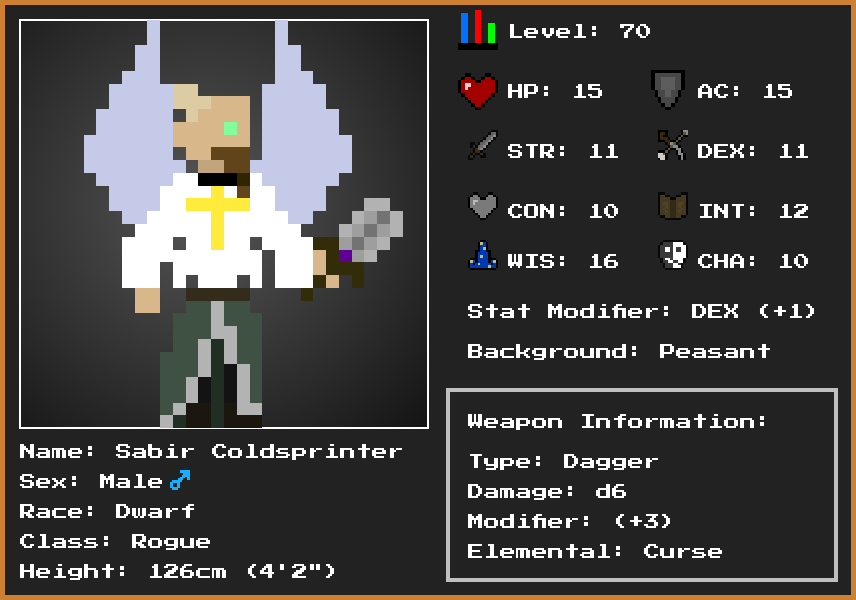 Level: 70
HP: 15
AC: 15
STR: 11
DEX: 11
CON: 10
INT: 12
WIS: 16
CHA: 10
Stat Modifier: DEX (+1)
Background: Peasant
Weapon Information:
Type: Dagger
Damage: d6
Modifier: (+3)
Elemental: Curse
Name: Sabir Coldsprinter
Sex: Male ♂
Race: Dwarf
Class: Rogue
Height: 126cm (4'2")